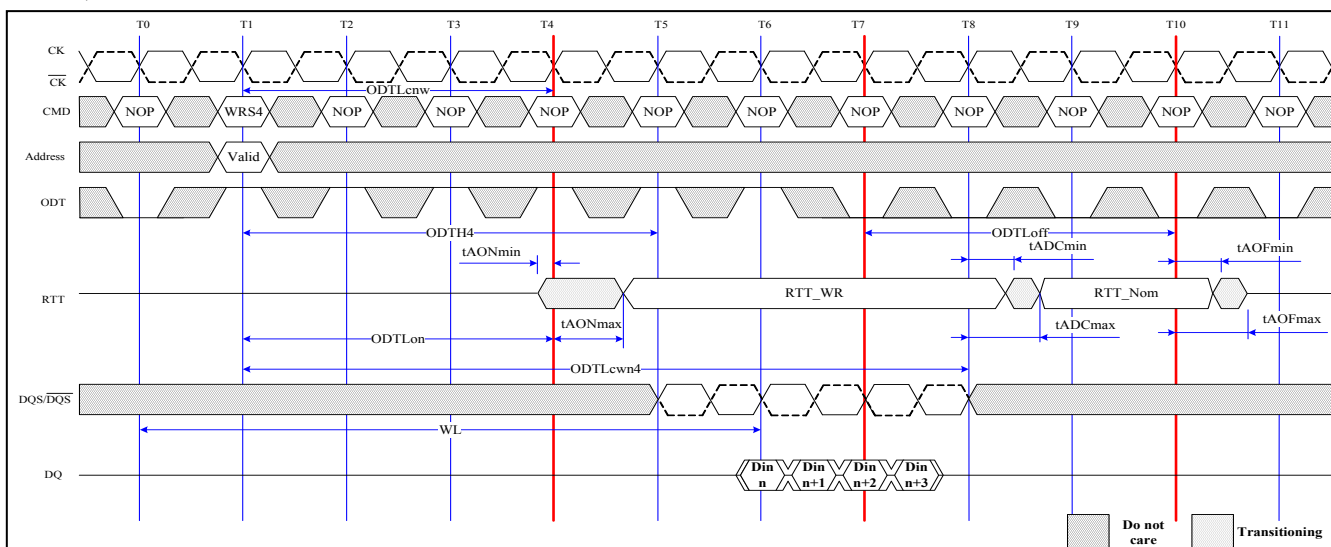 T0 T1 T2 T3 T4 T5 T6 T7 T8 T9 T10 T11
CK
CK
ODTLcnw
CMD NOP WRS4 NOP NOP NOP NOP NOP NOP NOP NOP NOP NOP
Address Valid
ODT
ODTH4 ODTLoff
tAONmin tADCmin tAOFmin
RTT RTT_WR RTT_Nom
tAONmax tADCmax tAOFmax
ODTLon
ODTLcwn4
DQS/DQS
WL
DQ Din n Din n+1 Din n+2 Din n+3
Do not care
Transitioning